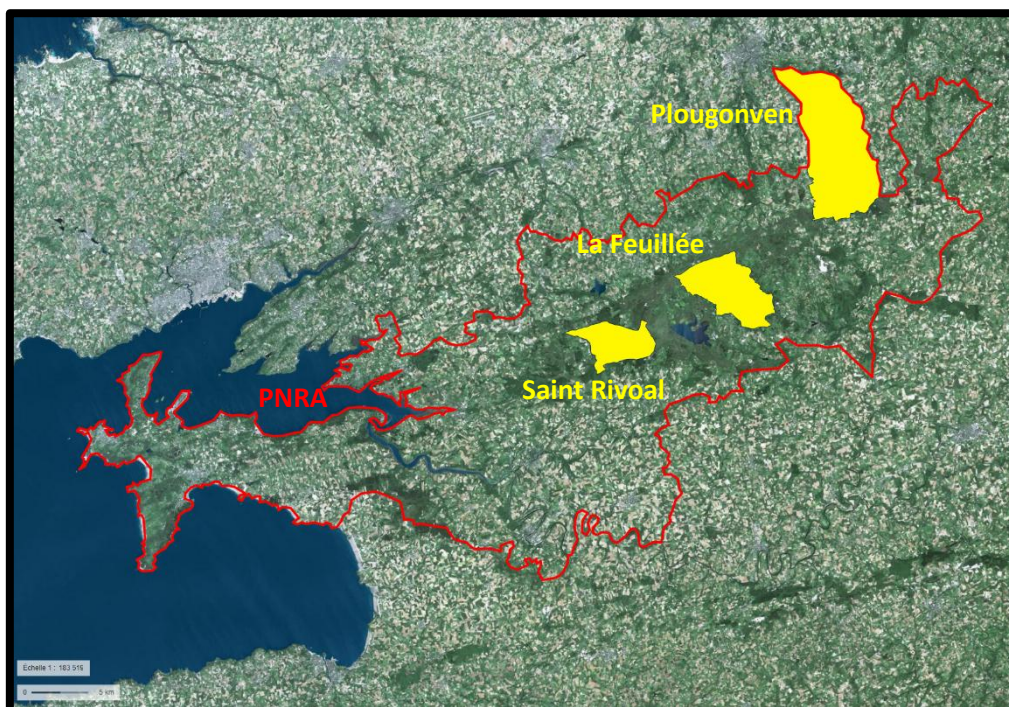 Plougonven
La Feuillée
PNRA
Saint Rivoal
Echelle 1 : 183 516
0 5 km